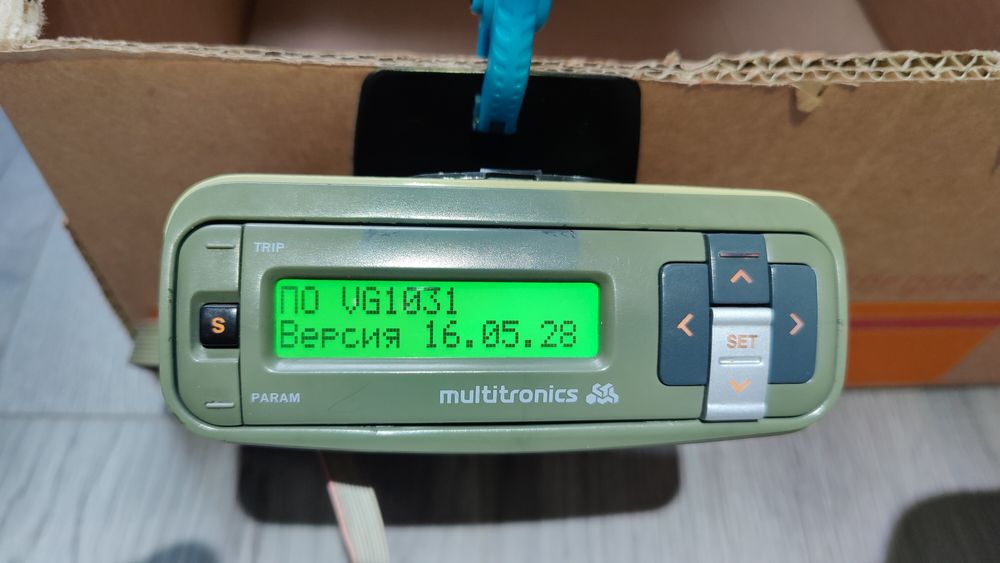 TRIP
S
ПО VG1031
Версия 16.05.28
SET
PARAM
multitronics